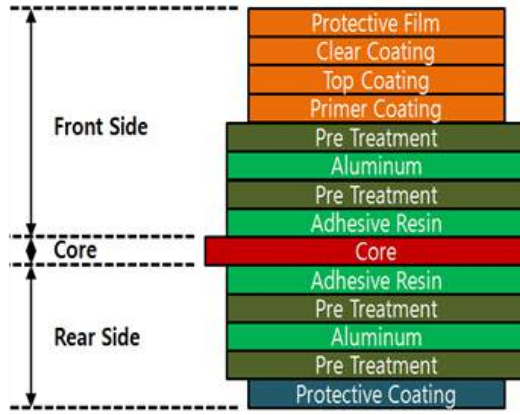 Protective Film
Clear Coating
Top Coating
Primer Coating
Front Side
Pre Treatment
Aluminum
Pre Treatment
Adhesive Resin
Core
Core
Adhesive Resin
Pre Treatment
Rear Side
Aluminum
Pre Treatment
Protective Coating